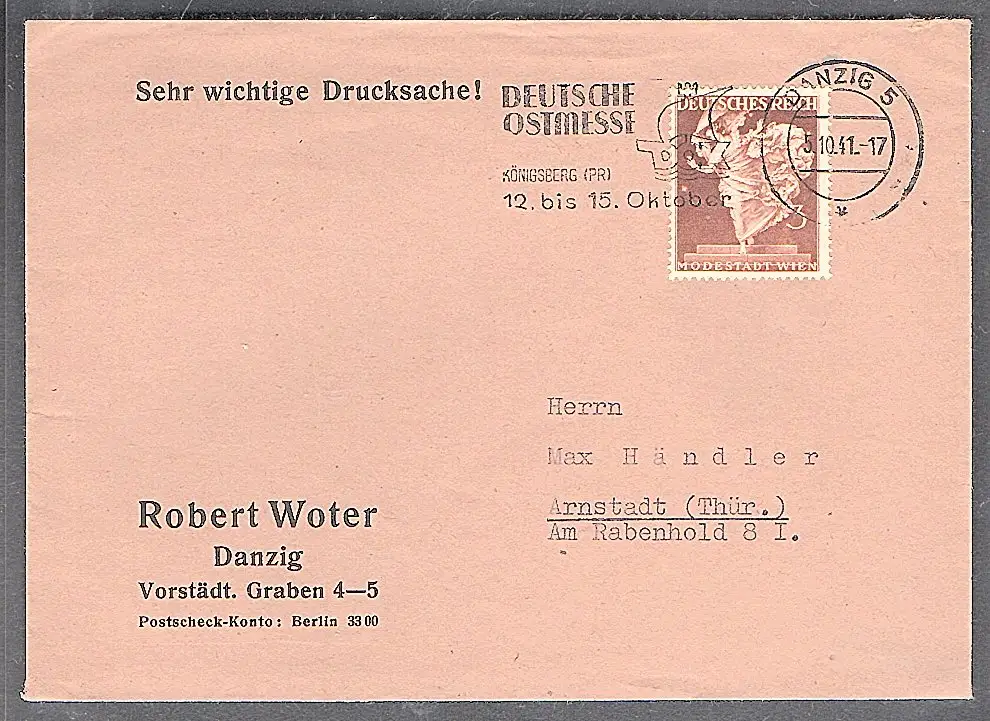 Sehr wichtige Drucksache!
DEUTSCHE
OSTMESSE
KÖNIGSBERG (PR)
12. bis 15. Oktober
DEUTSCHES REICH
3
MODESTADT WIEN
DANZIG 5
5.10.41.-17
Herrn
Max Händler
Arnstadt (Thür.)
Am Rabenhold 8 I.
Robert Woter
Danzig
Vorstädt. Graben 4—5
Postscheck-Konto: Berlin 3300